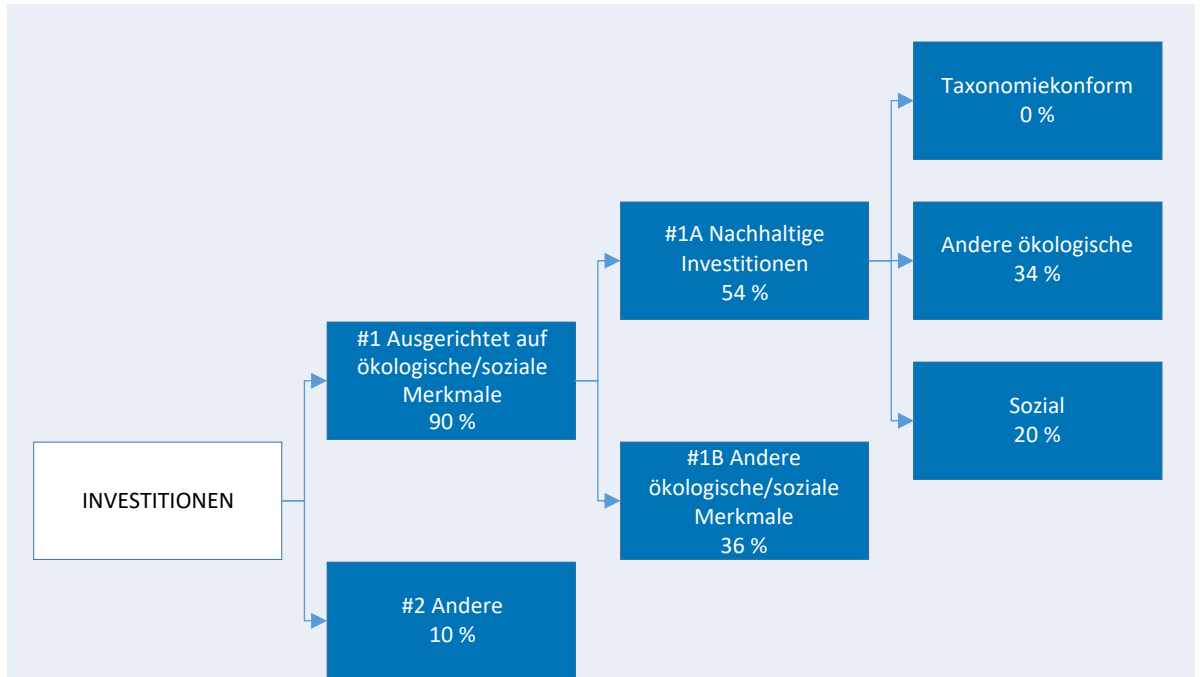 INVESTITIONEN
#1 Ausgerichtet auf
ökologische/soziale
Merkmale
90 %
#2 Andere
10 %
#1A Nachhaltige
Investitionen
54 %
#1B Andere
ökologische/soziale
Merkmale
36 %
Taxonomiekonform
0 %
Andere ökologische
34 %
Sozial
20 %